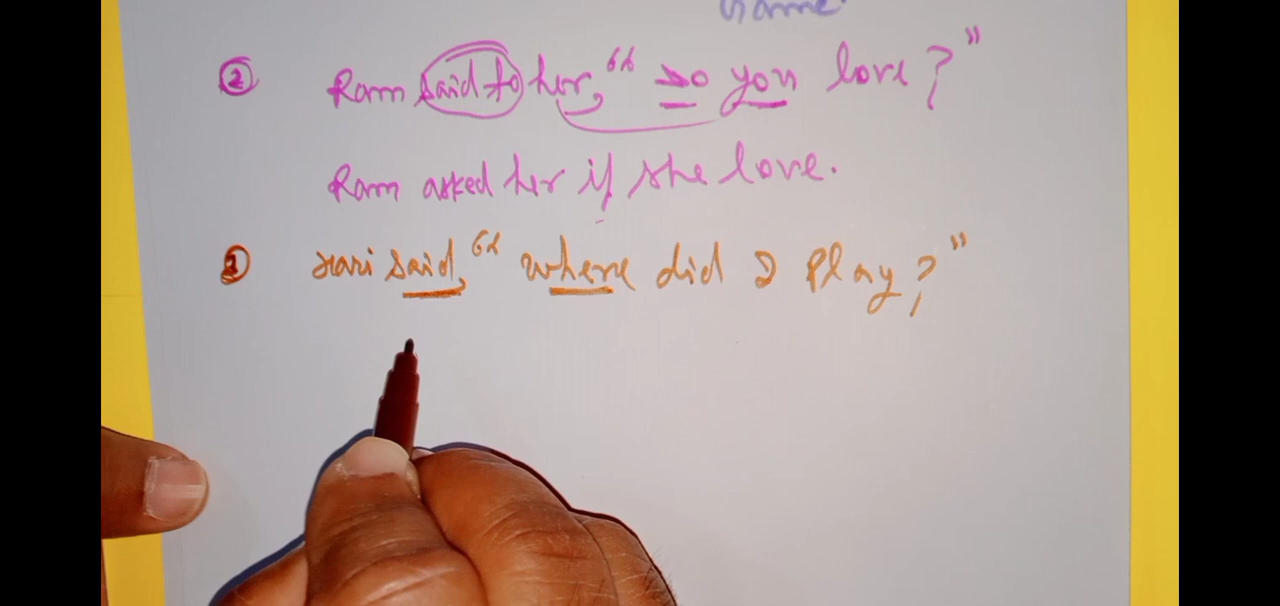 name
② Ram said to her, "Do you love?"
Ram asked her if she love.
③ Hari said, "where did I play?"